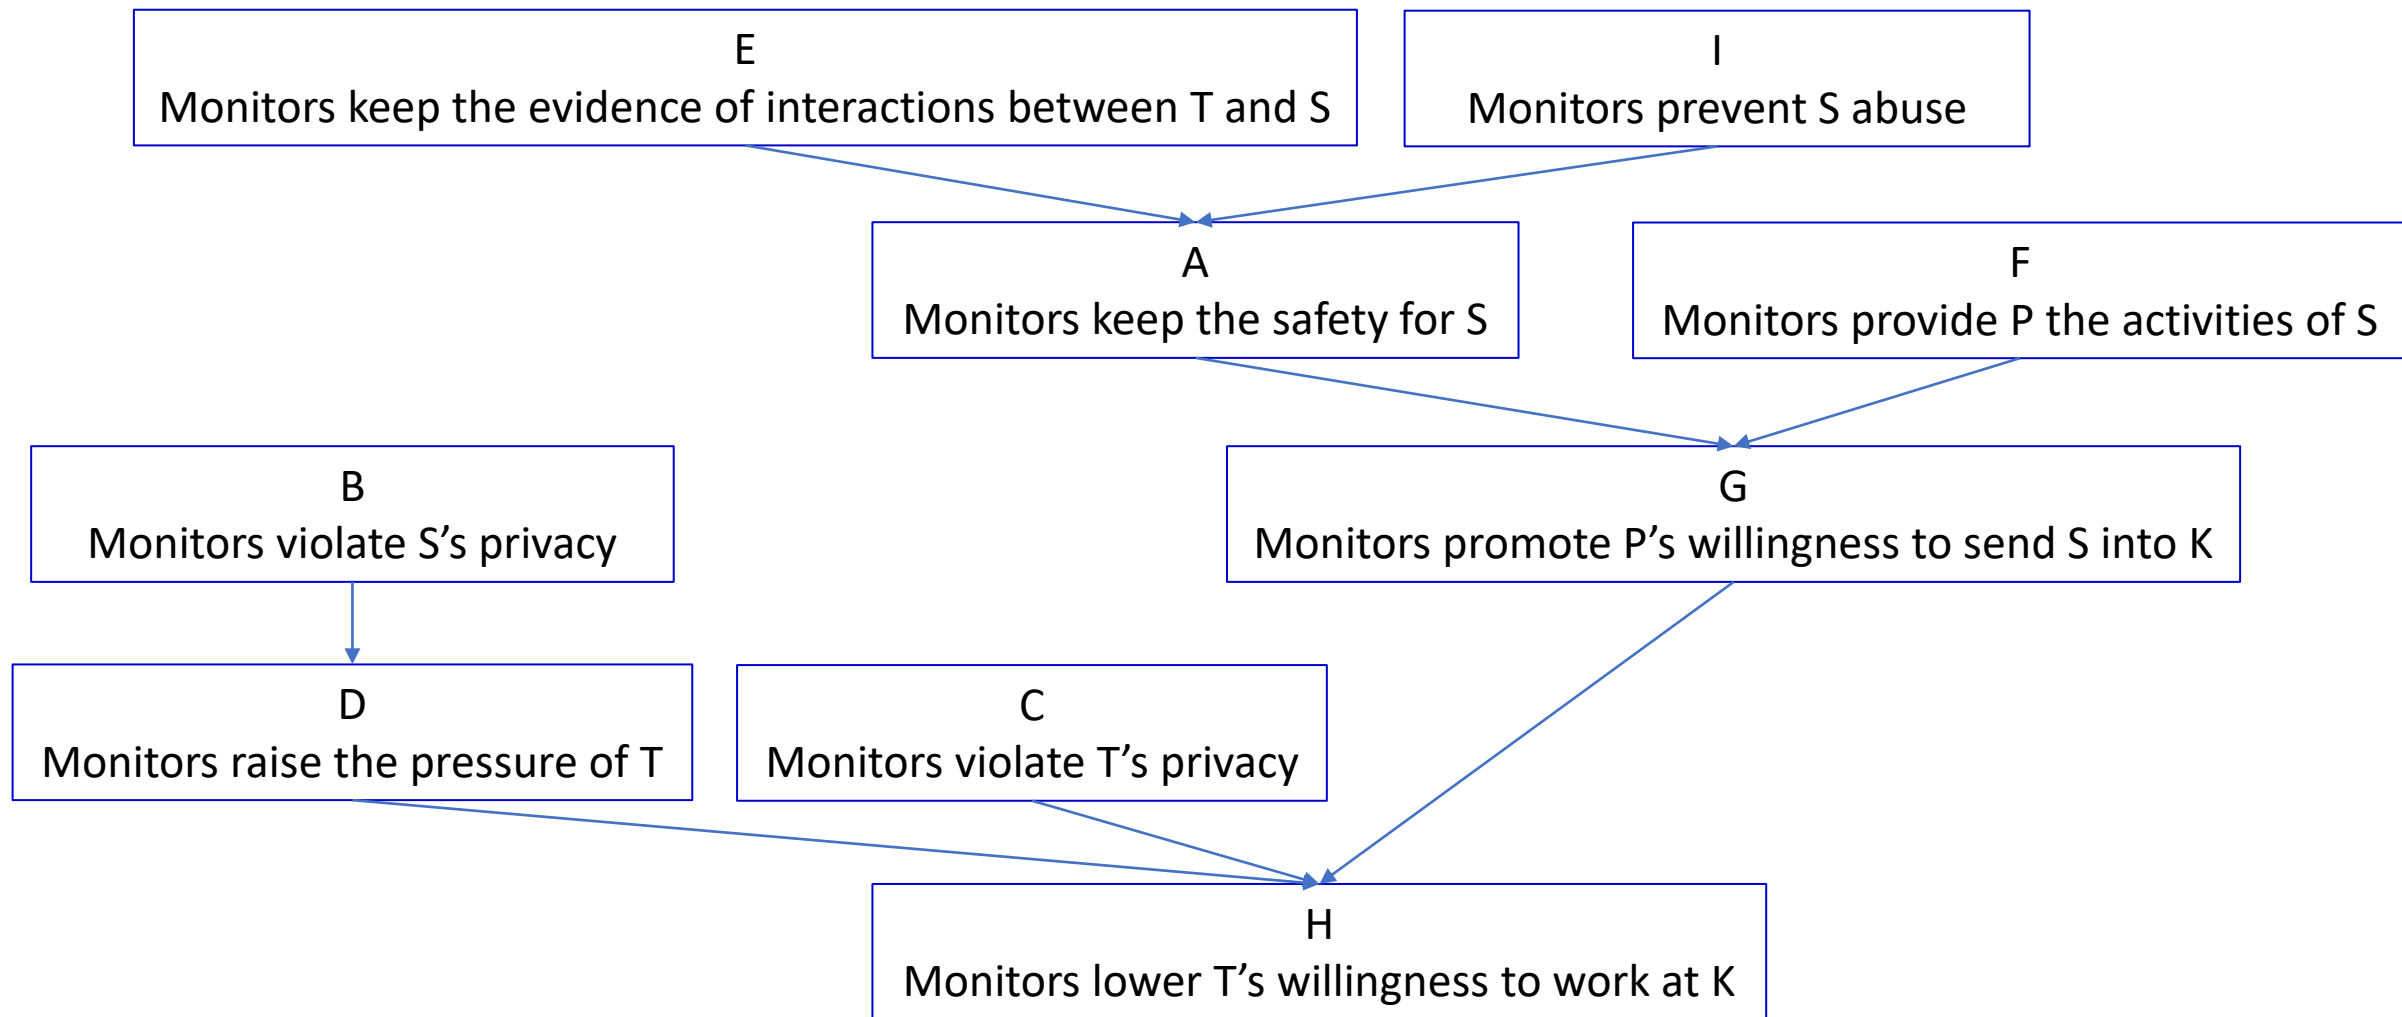 E
Monitors keep the evidence of interactions between T and S
I
Monitors prevent S abuse
A
Monitors keep the safety for S
F
Monitors provide P the activities of S
B
Monitors violate S’s privacy
G
Monitors promote P’s willingness to send S into K
D
Monitors raise the pressure of T
C
Monitors violate T’s privacy
H
Monitors lower T’s willingness to work at K